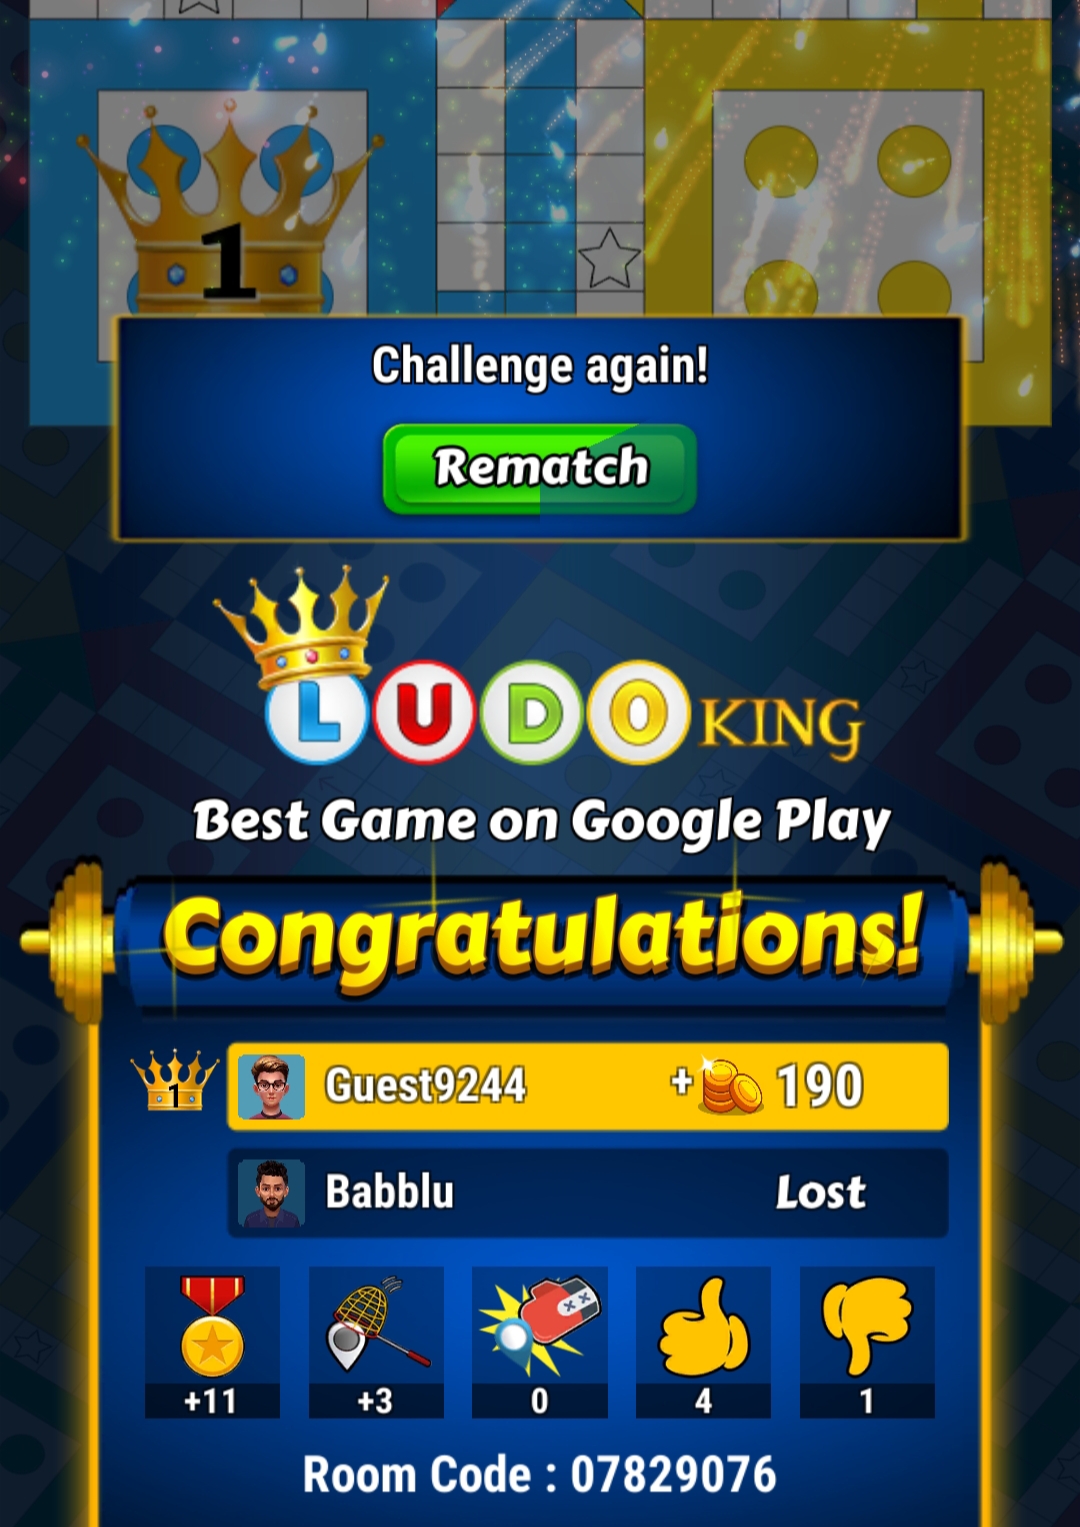 1
Challenge again!
Rematch
LUDO KING
Best Game on Google Play
Congratulations!
1 Guest9244 + 190
Babblu Lost
+11 +3 0 4 1
Room Code : 07829076